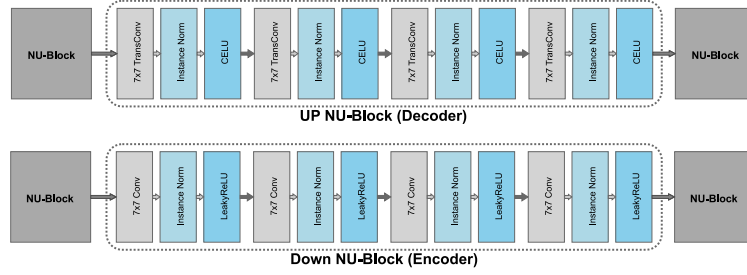 NU-Block
7x7 TransConv
Instance Norm
CELU
7x7 TransConv
Instance Norm
CELU
7x7 TransConv
Instance Norm
CELU
7x7 TransConv
Instance Norm
CELU
NU-Block
UP NU-Block (Decoder)
NU-Block
7x7 Conv
Instance Norm
LeakyReLU
7x7 Conv
Instance Norm
LeakyReLU
7x7 Conv
Instance Norm
LeakyReLU
7x7 Conv
Instance Norm
LeakyReLU
NU-Block
Down NU-Block (Encoder)